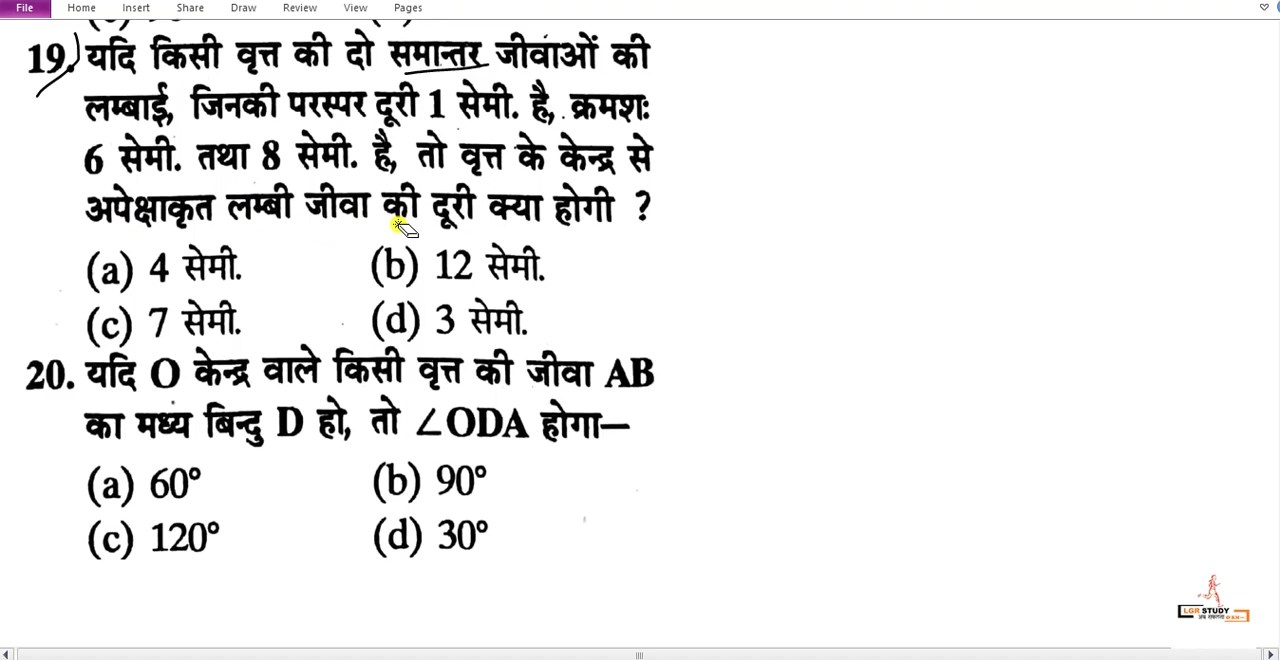 File Home Insert Share Draw Review View Pages
19. यदि किसी वृत्त की दो समान्तर जीवाओं की
लम्बाई, जिनकी परस्पर दूरी 1 सेमी. है, क्रमशः
6 सेमी. तथा 8 सेमी. है, तो वृत्त के केन्द्र से
अपेक्षाकृत लम्बी जीवा की दूरी क्या होगी ?
(a) 4 सेमी. (b) 12 सेमी.
(c) 7 सेमी. (d) 3 सेमी.
20. यदि O केन्द्र वाले किसी वृत्त की जीवा AB
का मध्य बिन्दु D हो, तो ∠ODA होगा—
(a) 60° (b) 90°
(c) 120° (d) 30°
LGR STUDY